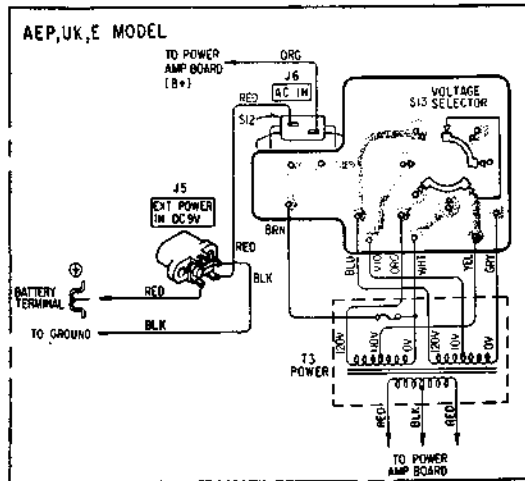 AEP,UK,E MODEL
TO POWER
AMP BOARD
(B+)
ORG
RED
J6
AC IN
S12
VOLTAGE
S13 SELECTOR
J5
EXT POWER
IN DC 9V
BRN
RED
BLK
BATTERY
TERMINAL
RED
TO GROUND
BLK
BLU
VIO
ORG
WHT
YEL
GRY
120V
110V
0V
120V
110V
0V
T3
POWER
RED
BLK
RED
TO POWER
AMP BOARD